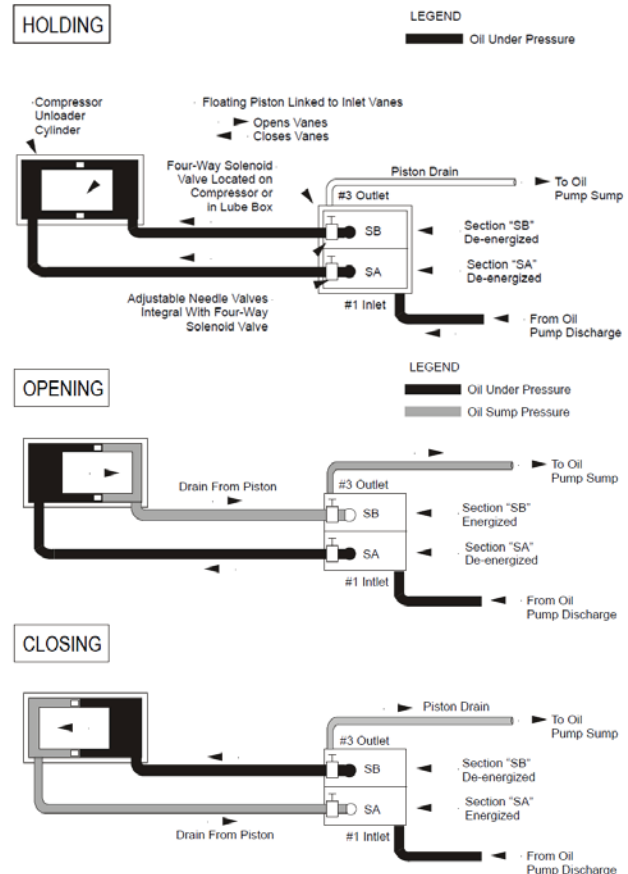 HOLDING
LEGEND
Oil Under Pressure
Compressor
Unloader
Cylinder
Floating Piston Linked to Inlet Vanes
Opens Vanes
Closes Vanes
Four-Way Solenoid
Valve Located on
Compressor or
in Lube Box
Piston Drain
To Oil
Pump Sump
#3 Outlet
SB
Section "SB"
De-energized
SA
Section "SA"
De-energized
Adjustable Needle Valves
Integral With Four-Way
Solenoid Valve
#1 Inlet
From Oil
Pump Discharge
OPENING
LEGEND
Oil Under Pressure
Oil Sump Pressure
Drain From Piston
To Oil
Pump Sump
#3 Outlet
SB
Section "SB"
Energized
SA
Section "SA"
De-energized
#1 Intlet
From Oil
Pump Discharge
CLOSING
Piston Drain
To Oil
Pump Sump
#3 Outlet
SB
Section "SB"
De-energized
SA
Section "SA"
Energized
Drain From Piston
#1 Inlet
From Oil
Pump Discharge